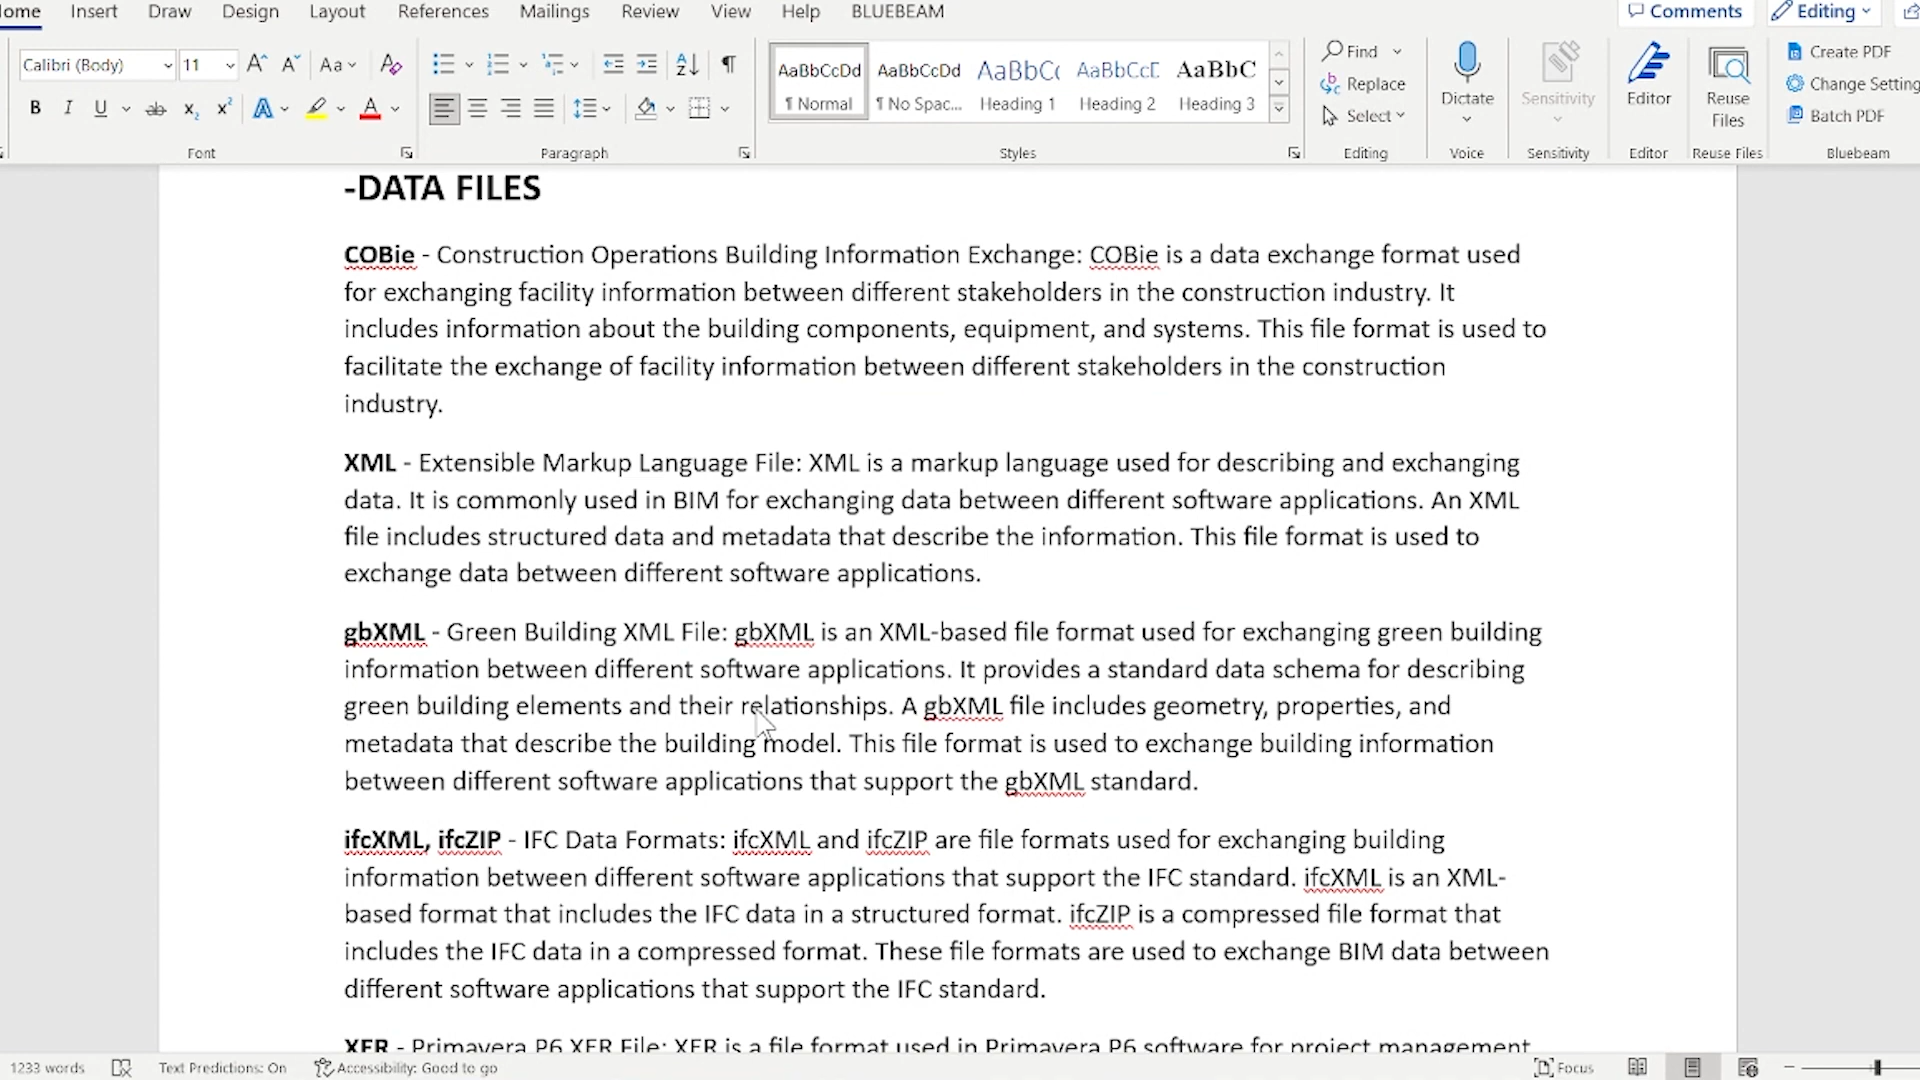 Home Insert Draw Design Layout References Mailings Review View Help BLUEBEAM Comments Editing
Calibri (Body) 11 Aa
AaBbCcDd AaBbCcDd AaBbC AaBbCcE AaBbC
¶ Normal ¶ No Spac... Heading 1 Heading 2 Heading 3
Find
Replace
Select
Dictate
Sensitivity
Editor
Reuse
Files
Create PDF
Change Setting
Batch PDF
Font Paragraph Styles Editing Voice Sensitivity Editor Reuse Files Bluebeam
-DATA FILES
COBie - Construction Operations Building Information Exchange: COBie is a data exchange format used
for exchanging facility information between different stakeholders in the construction industry. It
includes information about the building components, equipment, and systems. This file format is used to
facilitate the exchange of facility information between different stakeholders in the construction
industry.
XML - Extensible Markup Language File: XML is a markup language used for describing and exchanging
data. It is commonly used in BIM for exchanging data between different software applications. An XML
file includes structured data and metadata that describe the information. This file format is used to
exchange data between different software applications.
gbXML - Green Building XML File: gbXML is an XML-based file format used for exchanging green building
information between different software applications. It provides a standard data schema for describing
green building elements and their relationships. A gbXML file includes geometry, properties, and
metadata that describe the building model. This file format is used to exchange building information
between different software applications that support the gbXML standard.
ifcXML, ifcZIP - IFC Data Formats: ifcXML and ifcZIP are file formats used for exchanging building
information between different software applications that support the IFC standard. ifcXML is an XML-
based format that includes the IFC data in a structured format. ifcZIP is a compressed file format that
includes the IFC data in a compressed format. These file formats are used to exchange BIM data between
different software applications that support the IFC standard.
XER - Primavera P6 XER File: XER is a file format used in Primavera P6 software for project management
1233 words Text Predictions: On Accessibility: Good to go Focus